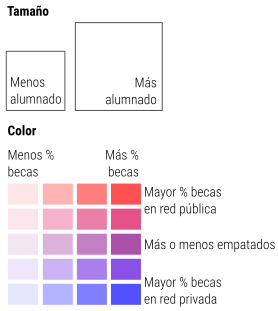 Tamaño
Menos
alumnado
Más
alumnado
Color
Menos %
becas
Más %
becas
Mayor % becas
en red pública
Más o menos empatados
Mayor % becas
en red privada